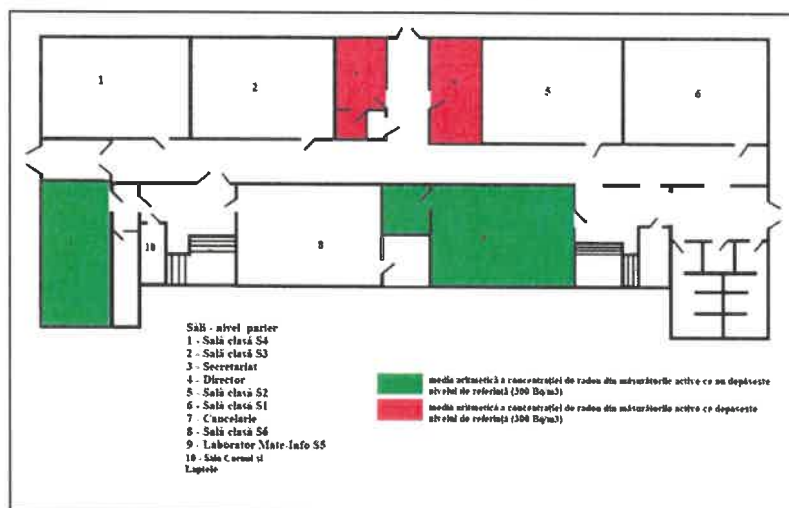 1
2
5
6
10
8
Săli - nivel parter
1 - Sală clasă S4
2 - Sală clasă S3
3 - Secretariat
4 - Director
5 - Sală clasă S2
6 - Sală clasă S1
7 - Cancelarie
8 - Sală clasă S6
9 - Laborator Mate-Info S5
10 - Sala Cornul și
Laptele
media aritmetică a concentrației de radon din măsurătorile active ce nu depășește
nivelul de referință (300 Bq/m3)
media aritmetică a concentrației de radon din măsurătorile active ce depășește
nivelul de referință (300 Bq/m3)